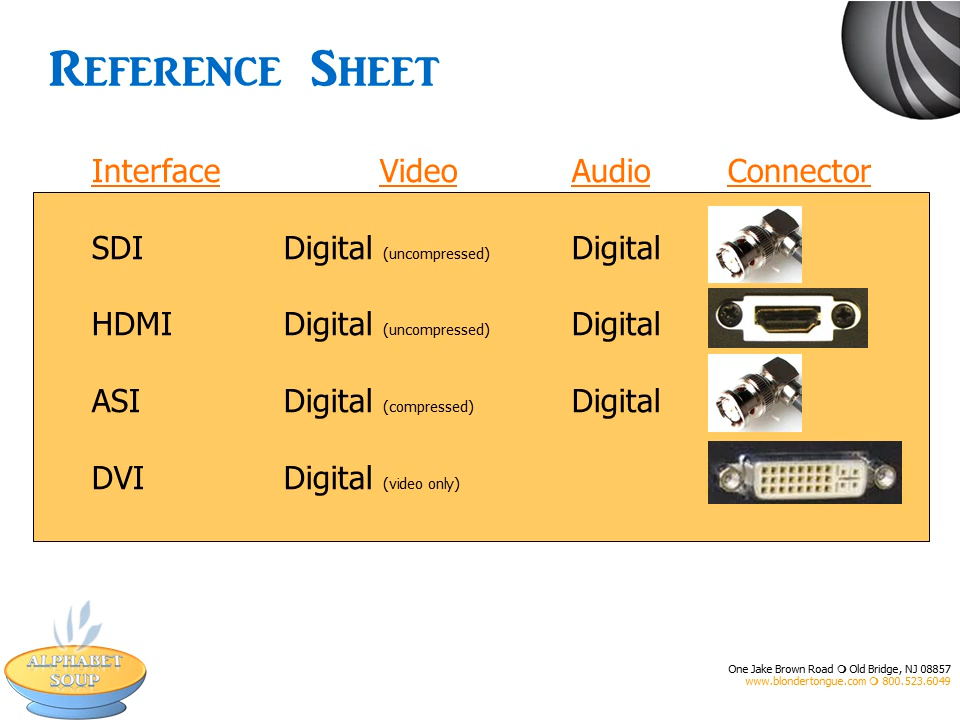 Reference Sheet
Interface Video Audio Connector
SDI Digital (uncompressed) Digital
HDMI Digital (uncompressed) Digital
ASI Digital (compressed) Digital
DVI Digital (video only)
ALPHABET
SOUP
One Jake Brown Road ❍ Old Bridge, NJ 08857
www.blondertongue.com ❍ 800.523.6049